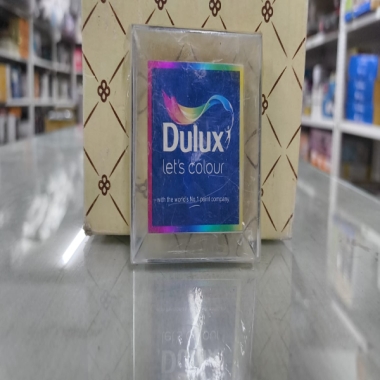 Dulux
let's colour
with the world's No.1 paint company